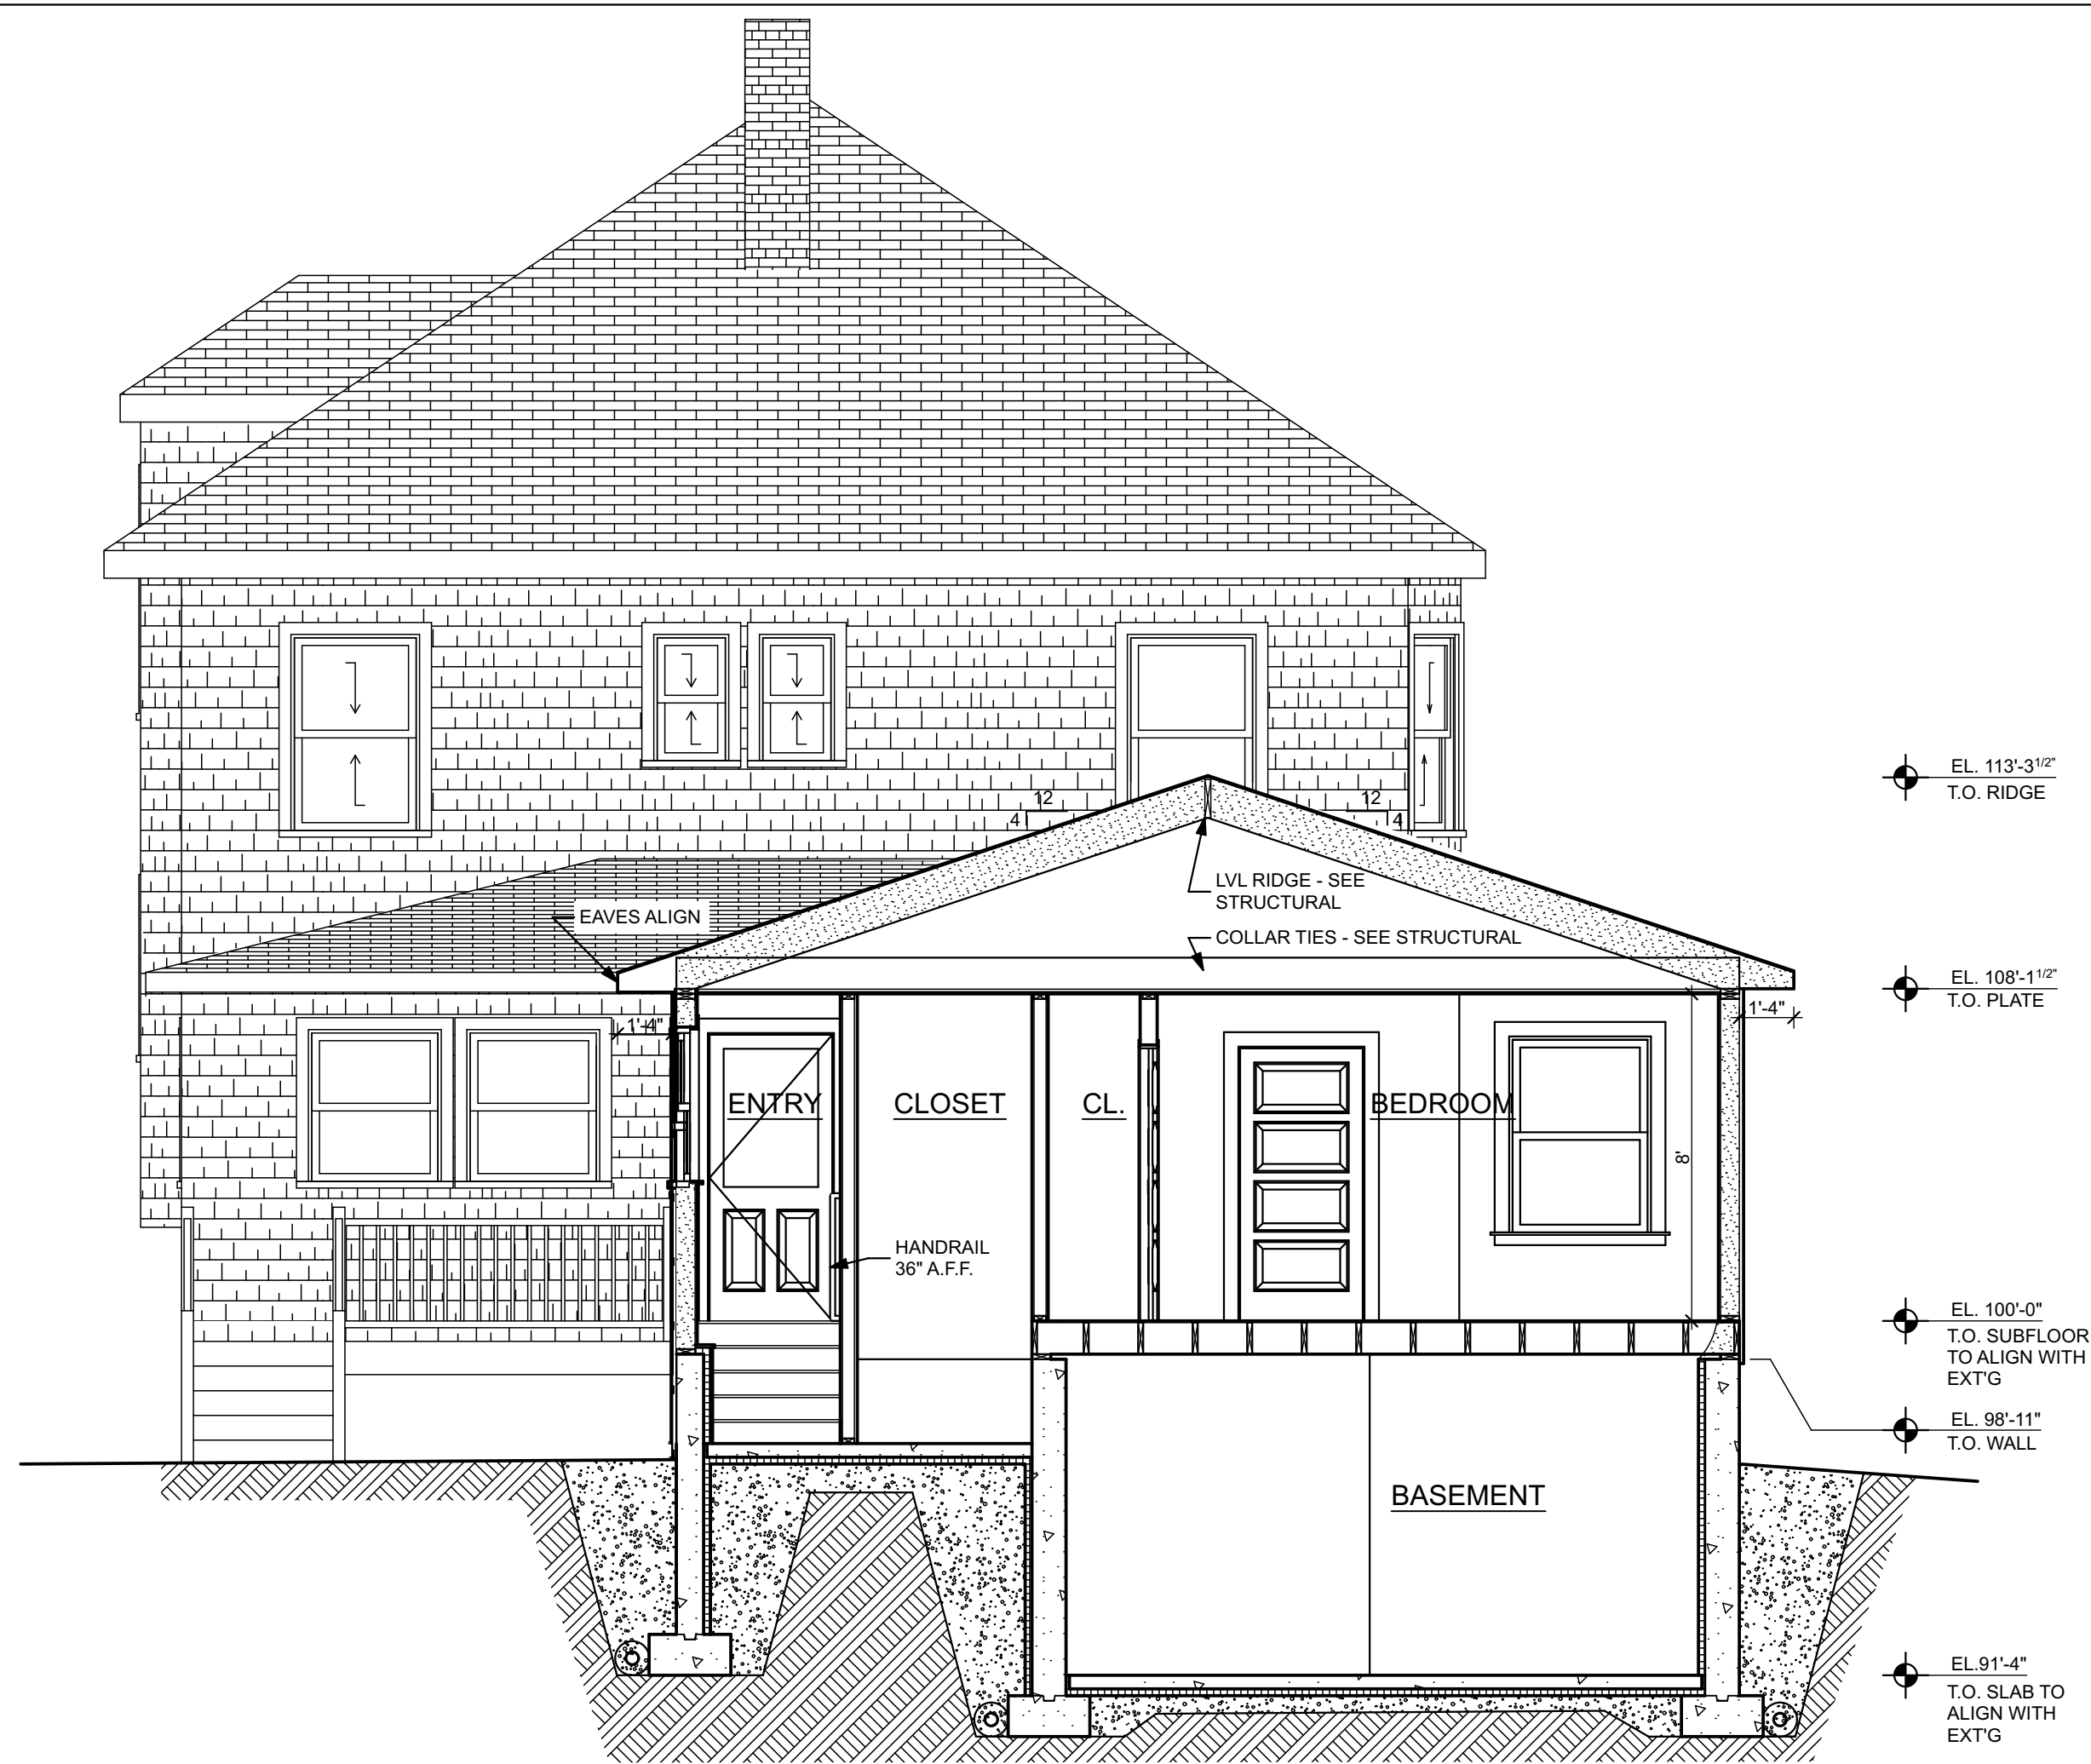 EL. 113'-3 1/2"
T.O. RIDGE
12
4
12
4
LVL RIDGE - SEE
STRUCTURAL
EAVES ALIGN
COLLAR TIES - SEE STRUCTURAL
EL. 108'-1 1/2"
T.O. PLATE
1'-4"
1'-4"
ENTRY
CLOSET
CL.
BEDROOM
8'
HANDRAIL
36" A.F.F.
EL. 100'-0"
T.O. SUBFLOOR
TO ALIGN WITH
EXT'G
EL. 98'-11"
T.O. WALL
BASEMENT
EL.91'-4"
T.O. SLAB TO
ALIGN WITH
EXT'G